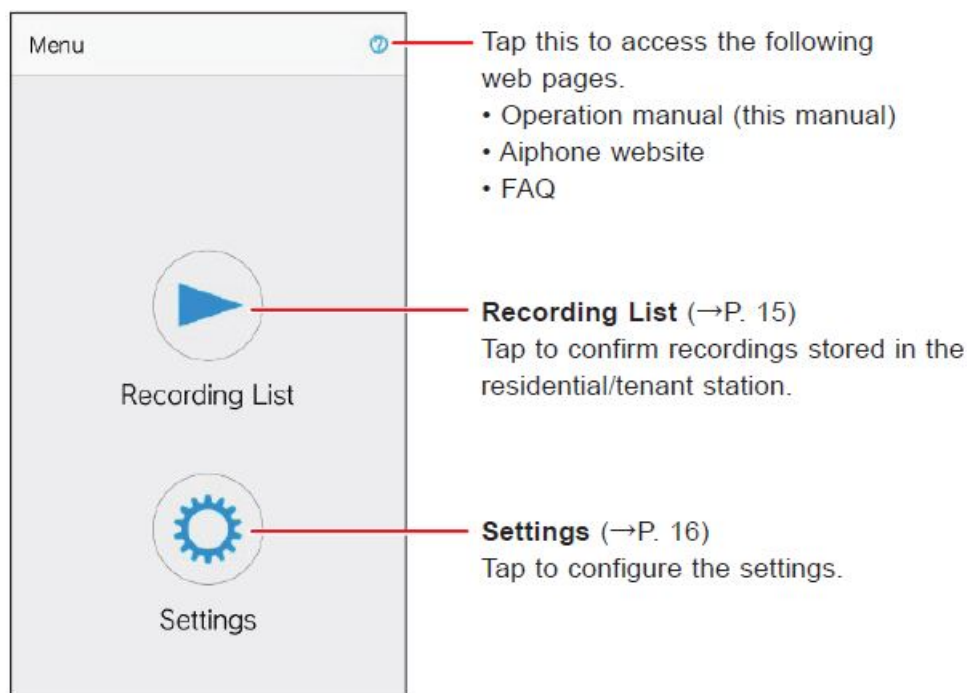 Menu
Tap this to access the following
web pages.
• Operation manual (this manual)
• Aiphone website
• FAQ
Recording List (→P. 15)
Tap to confirm recordings stored in the
residential/tenant station.
Recording List
Settings (→P. 16)
Tap to configure the settings.
Settings